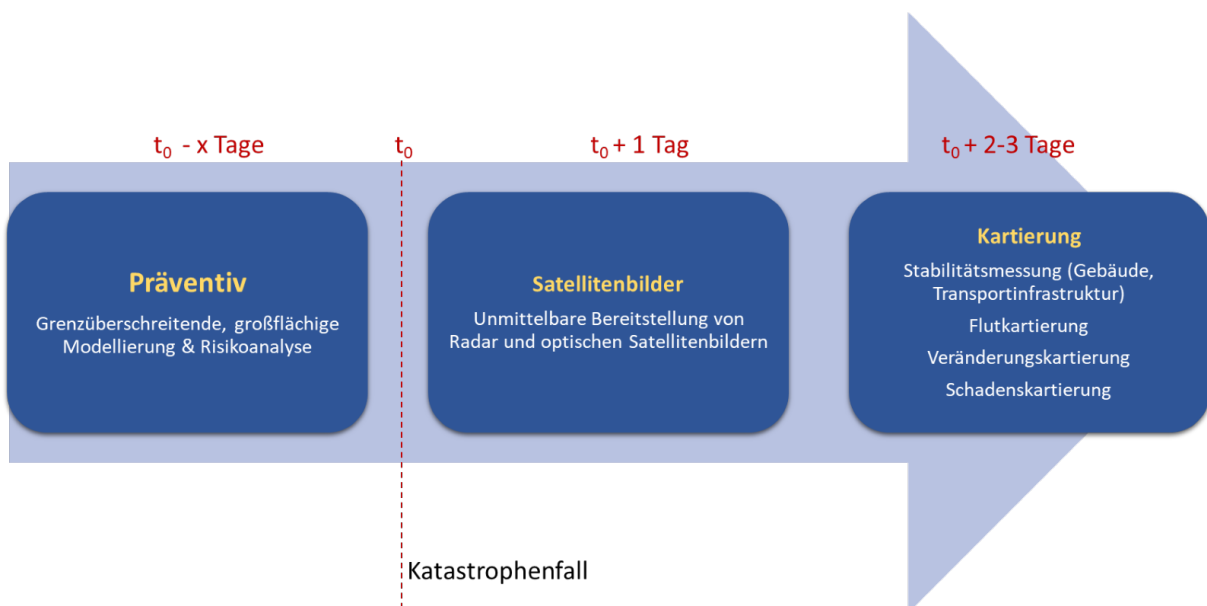 t₀ - x Tage
t₀
t₀ + 1 Tag
t₀ + 2-3 Tage
Präventiv
Grenzüberschreitende, großflächige
Modellierung & Risikoanalyse
Satellitenbilder
Unmittelbare Bereitstellung von
Radar und optischen Satellitenbildern
Kartierung
Stabilitätsmessung (Gebäude,
Transportinfrastruktur)
Flutkartierung
Veränderungskartierung
Schadenskartierung
Katastrophenfall